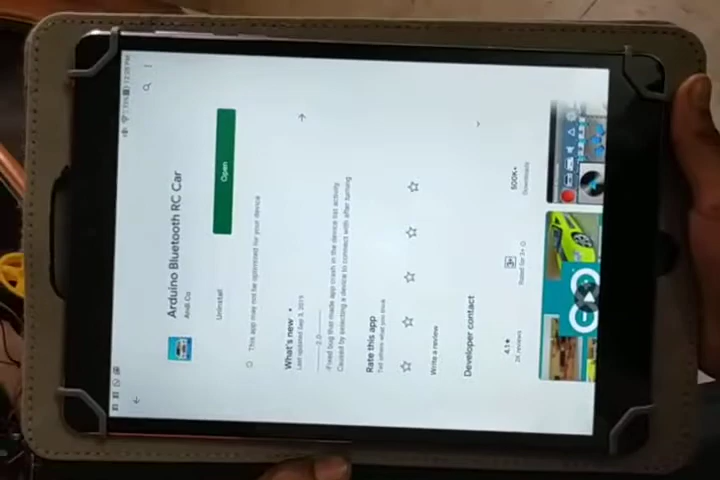 Arduino Bluetooth RC Car
Andi.Co
Uninstall
Open
This app may not be optimized for your device
What's new •
Last updated Sep 3, 2019
2.0
-Fixed bug that made app crash in the device list activity
Caused by selecting a device to connect with after turning
Rate this app
Tell others what you think
Write a review
Developer contact
4.1★
2K reviews
3+
Rated for 3+
500K+
Downloads